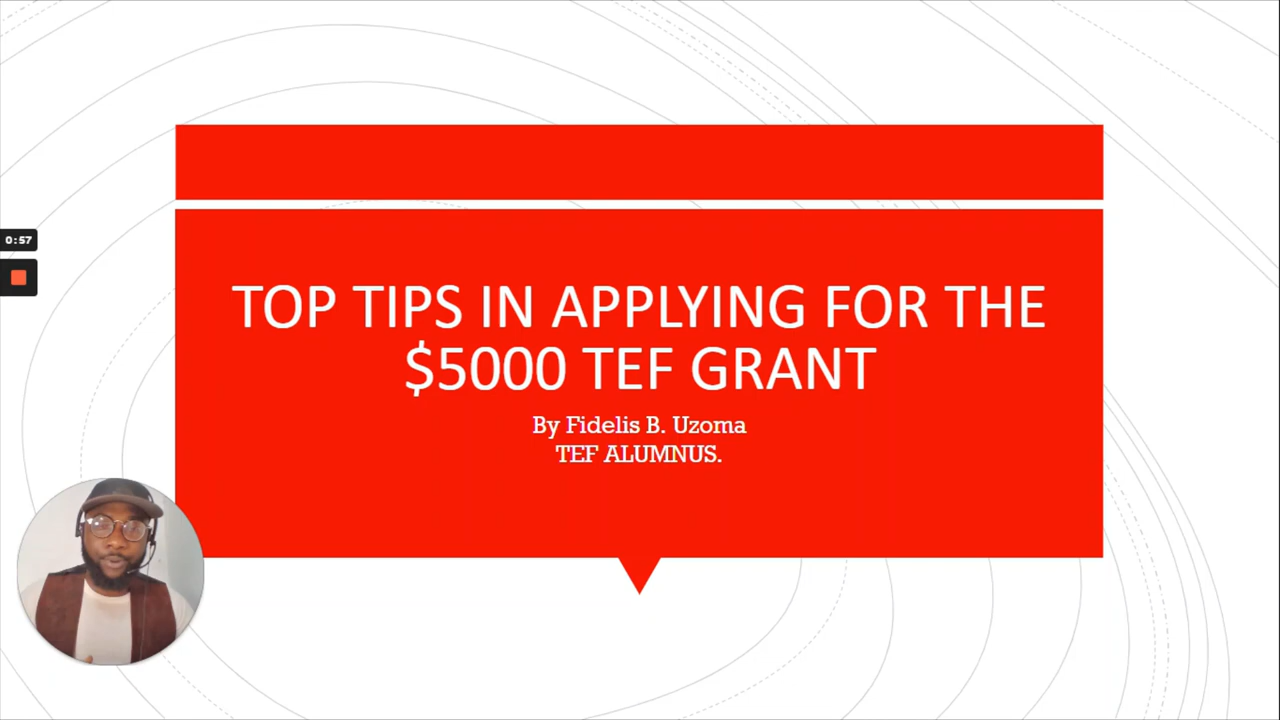 0:57
TOP TIPS IN APPLYING FOR THE
$5000 TEF GRANT
By Fidelis B. Uzoma
TEF ALUMNUS.